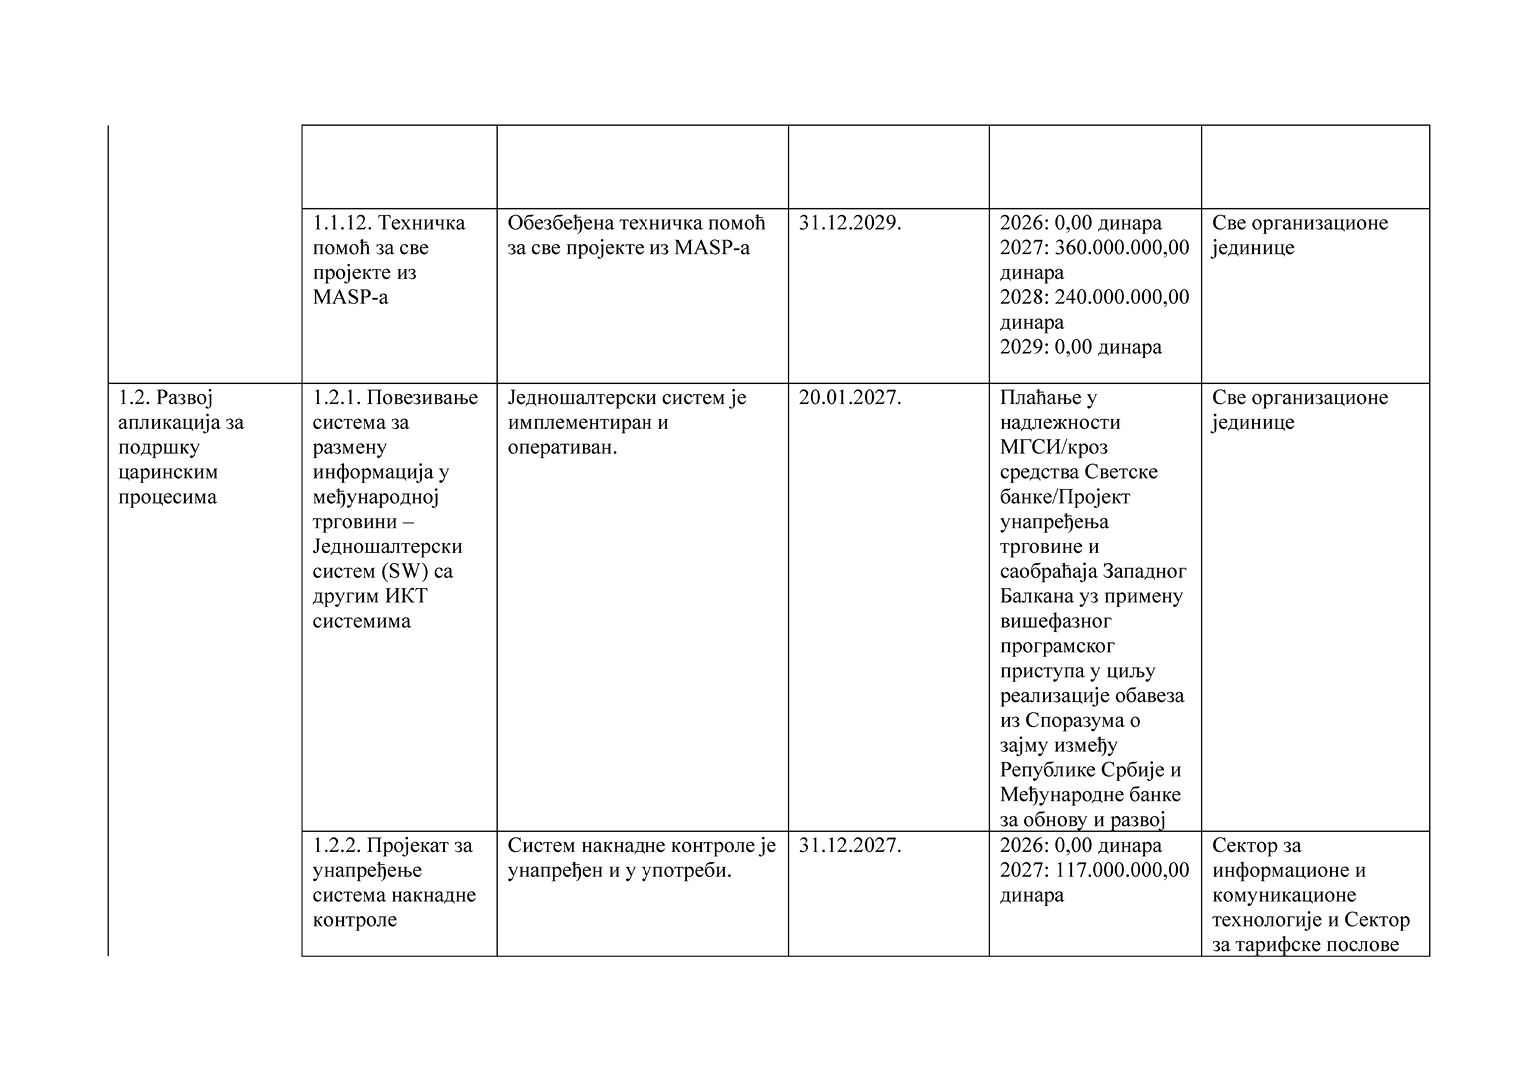 1.1.12. Техничка
помоћ за све
пројекте из
MASP-а
Обезбеђена техничка помоћ
за све пројекте из MASP-а
31.12.2029.
2026: 0,00 динара
2027: 360.000.000,00
динара
2028: 240.000.000,00
динара
2029: 0,00 динара
Све организационе
јединице
1.2. Развој
апликација за
подршку
царинским
процесима
1.2.1. Повезивање
система за
размену
информација у
међународној
трговини –
Једношалтерски
систем (SW) са
другим ИКТ
системима
Једношалтерски систем је
имплементиран и
оперативан.
20.01.2027.
Плаћање у
надлежности
МГСИ/кроз
средства Светске
банке/Пројект
унапређења
трговине и
саобраћаја Западног
Балкана уз примену
вишефазног
програмског
приступа у циљу
реализације обавеза
из Споразума о
зајму између
Републике Србије и
Међународне банке
за обнову и развој
Све организационе
јединице
1.2.2. Пројекат за
унапређење
система накнадне
контроле
Систем накнадне контроле је
унапређен и у употреби.
31.12.2027.
2026: 0,00 динара
2027: 117.000.000,00
динара
Сектор за
информационе и
комуникационе
технологије и Сектор
за тарифске послове